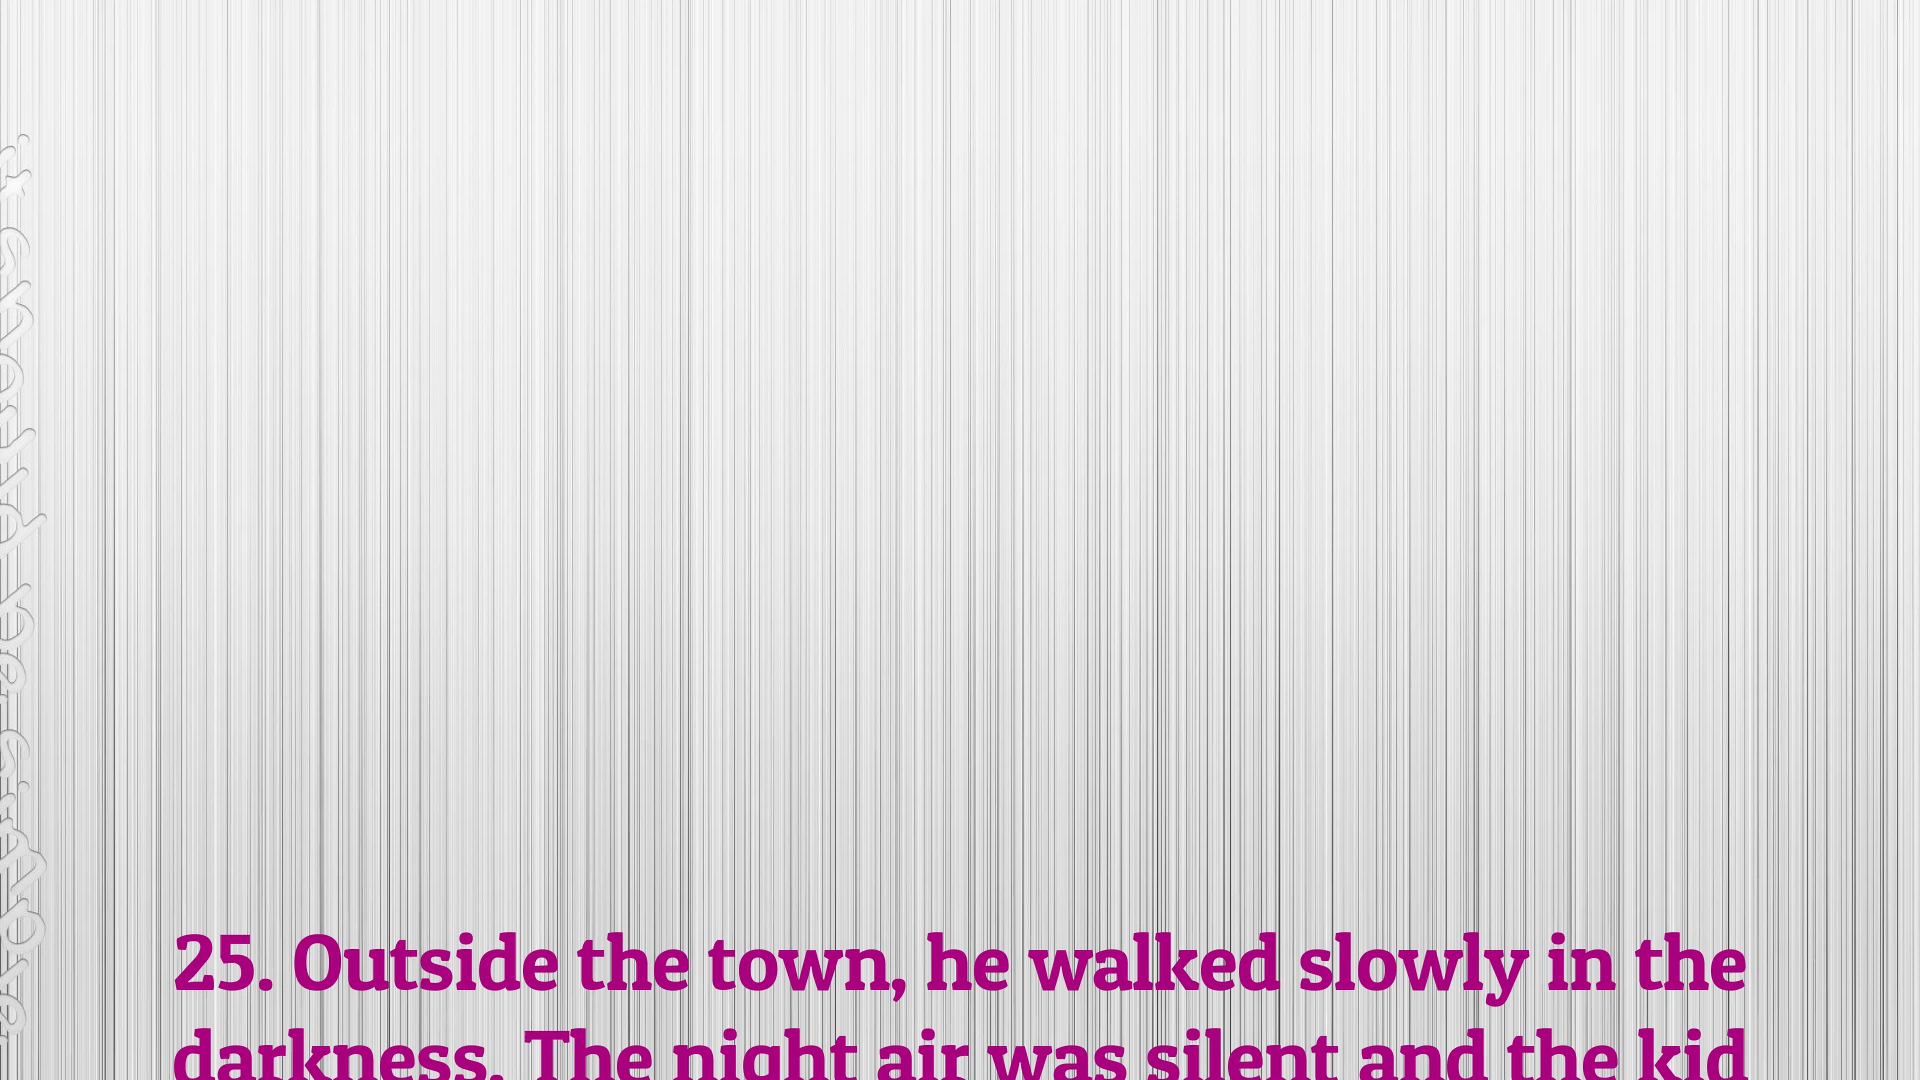 25. Outside the town, he walked slowly in the
darkness. The night air was silent and the kid